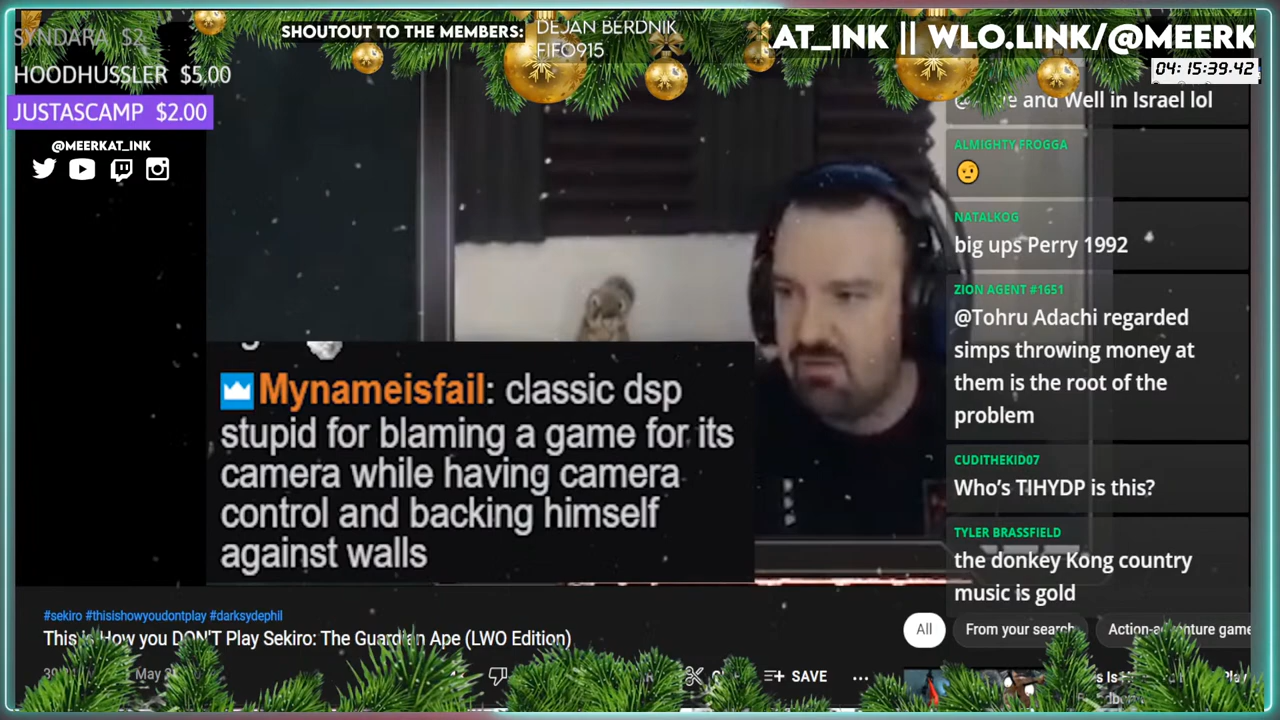 SYNDARA $2
HOODHUSSLER $5.00
JUSTASCAMP $2.00
@MEERKAT_INK
SHOUTOUT TO THE MEMBERS:
DEJAN BERDNIK
FIFO915
AT_INK || WLO.LINK/@MEERK
04:15:39.42
and Well in Israel lol
ALMIGHTY FROGGA
🤨
NATALKOG
big ups Perry 1992
ZION AGENT #1651
@Tohru Adachi regarded
simps throwing money at
them is the root of the
problem
CUDITHEKID07
Who's TIHYDP is this?
TYLER BRASSFIELD
the donkey Kong country
music is gold
Mynameisfail: classic dsp
stupid for blaming a game for its
camera while having camera
control and backing himself
against walls
#sekiro #thisishowyoudontplay #darksydephil
This is How you DON'T Play Sekiro: The Guardian Ape (LWO Edition)
May
SAVE
...
All
From your search
Action-adventure game